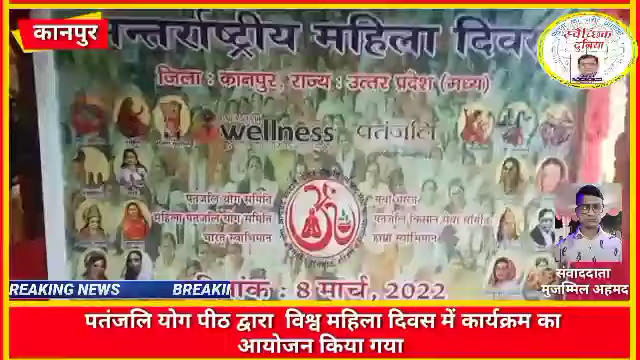 कानपुर
अन्तर्राष्ट्रीय महिला दिवस
जिला : कानपुर, राज्य : उत्तर प्रदेश (मध्य)
स्वैच्छिक
दुनिया
wellness पतंजलि
पतंजलि योग समिति
महिला पतंजलि योग समिति
भारत स्वाभिमान
युवा भारत
पतंजलि किसान सेवा समिति
दिनांक : 8 मार्च, 2022
संवाददाता
मुजम्मिल अहमद
REAKING NEWS BREAKIN
पतंजलि योग पीठ द्वारा विश्व महिला दिवस में कार्यक्रम का
आयोजन किया गया